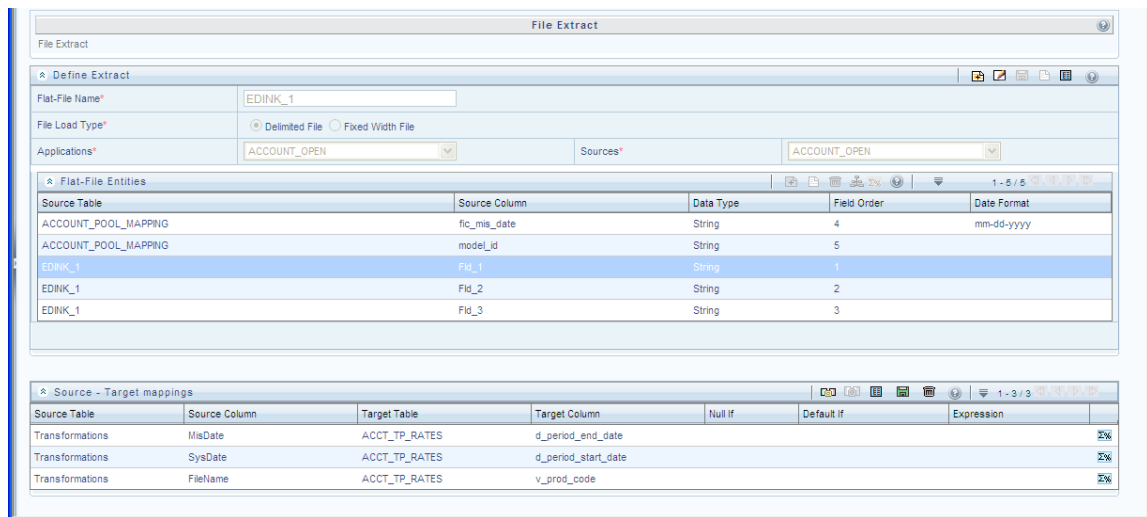 File Extract
File Extract
Define Extract
Flat-File Name* EDINK_1
File Load Type* Delimited File Fixed Width File
Applications* ACCOUNT_OPEN Sources* ACCOUNT_OPEN
Flat-File Entities 1 - 5 / 5
Source Table Source Column Data Type Field Order Date Format
ACCOUNT_POOL_MAPPING fic_mis_date String 4 mm-dd-yyyy
ACCOUNT_POOL_MAPPING model_id String 5
EDINK_1 Fld_1 String 1
EDINK_1 Fld_2 String 2
EDINK_1 Fld_3 String 3
Source - Target mappings 1 - 3 / 3
Source Table Source Column Target Table Target Column Null If Default If Expression
Transformations MisDate ACCT_TP_RATES d_period_end_date Σ%
Transformations SysDate ACCT_TP_RATES d_period_start_date Σ%
Transformations FileName ACCT_TP_RATES v_prod_code Σ%